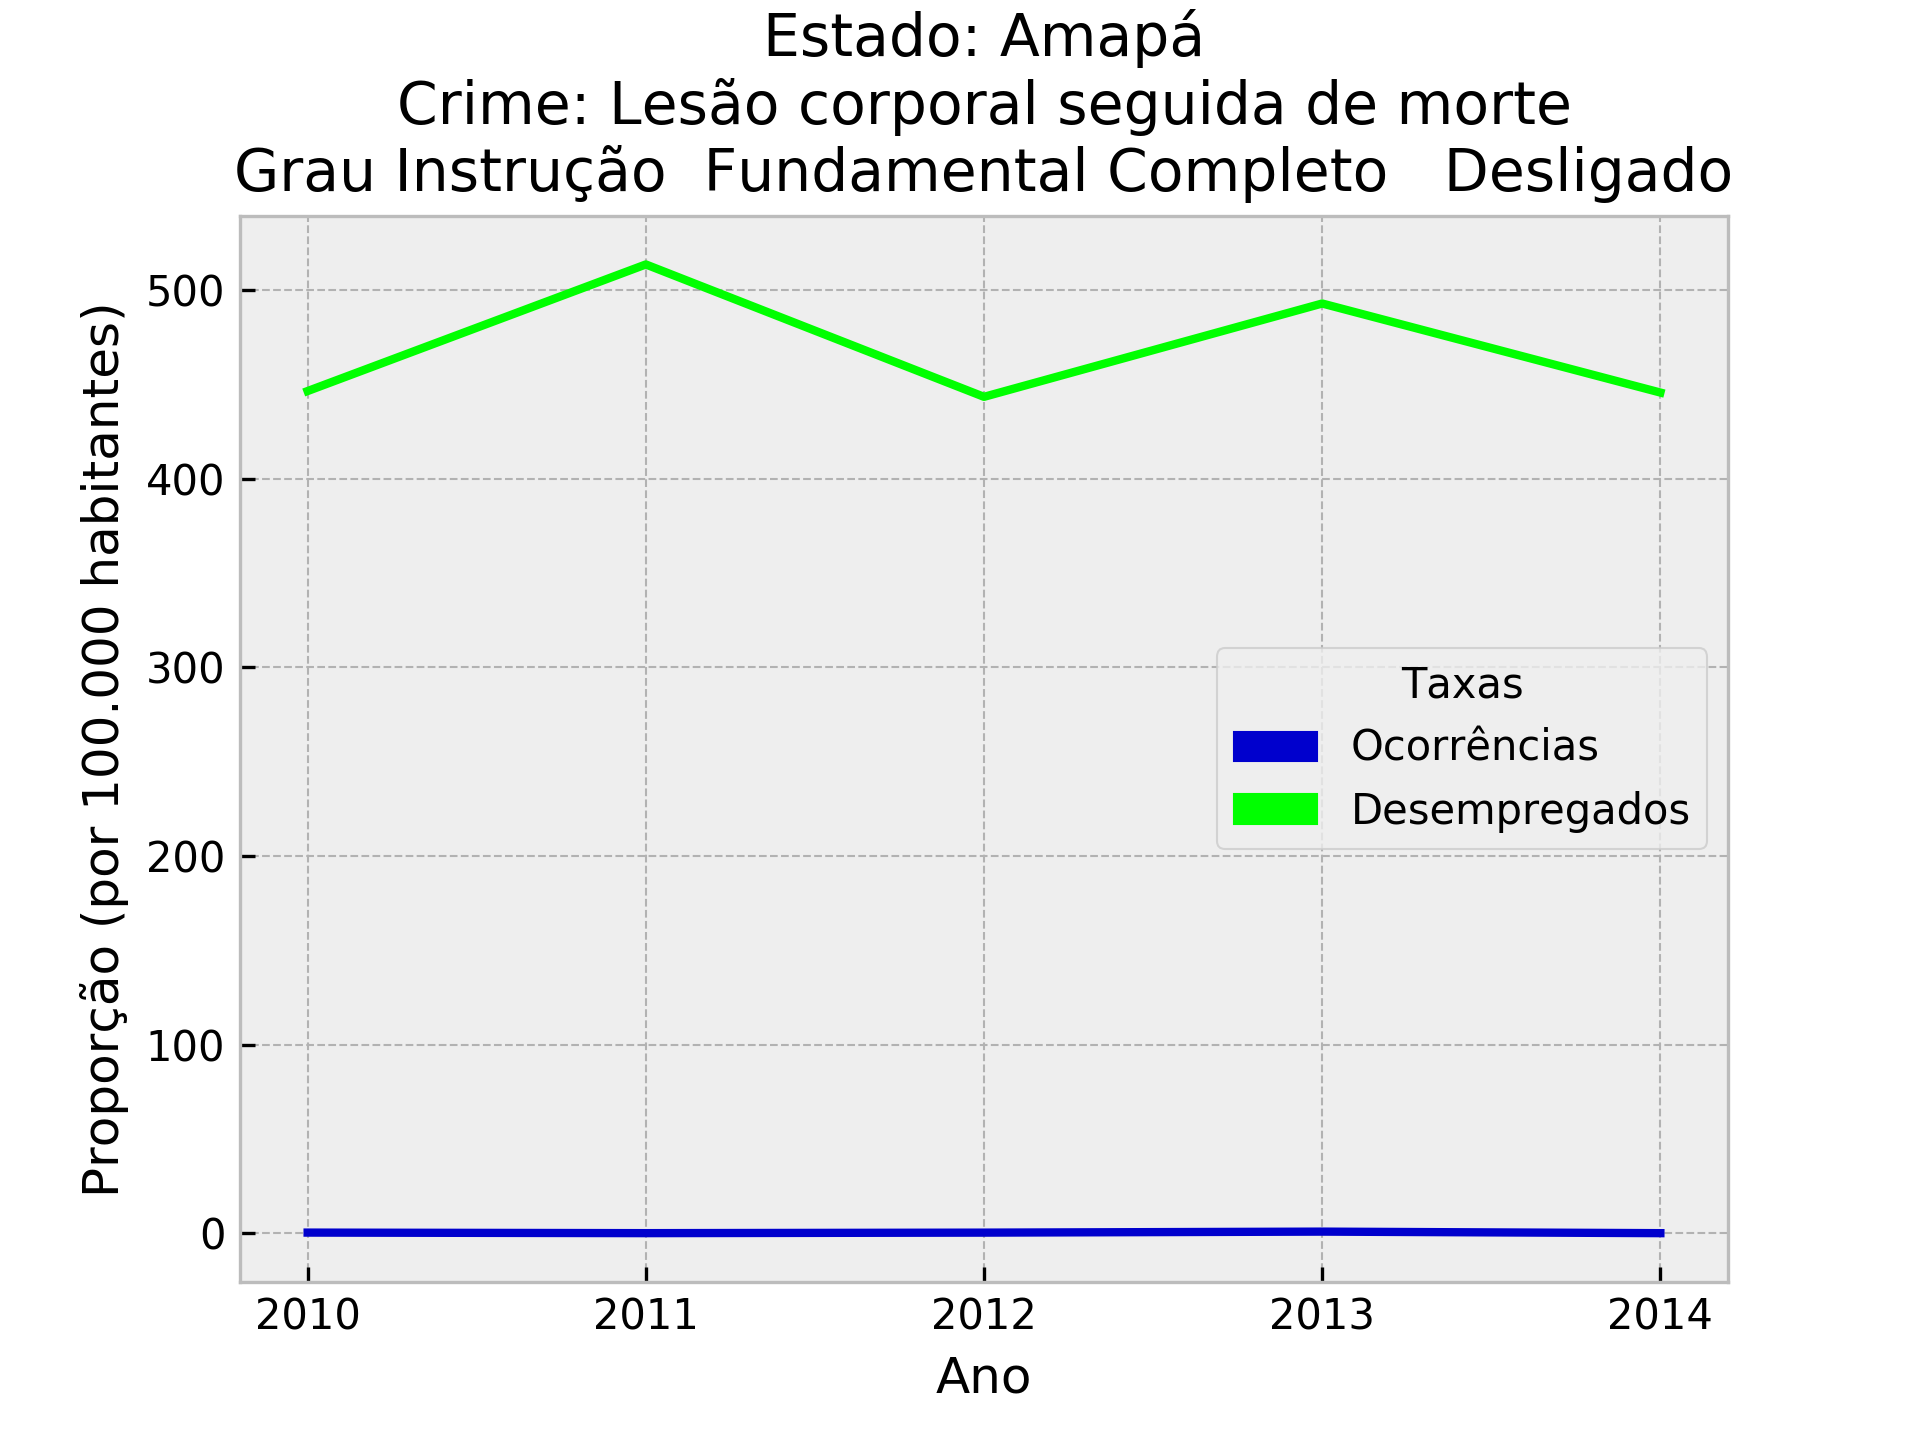 Estado: Amapá
Crime: Lesão corporal seguida de morte
Grau Instrução  Fundamental Completo   Desligado
Proporção (por 100.000 habitantes)
500
400
300
200
100
0
Taxas
Ocorrências
Desempregados
2010 2011 2012 2013 2014
Ano